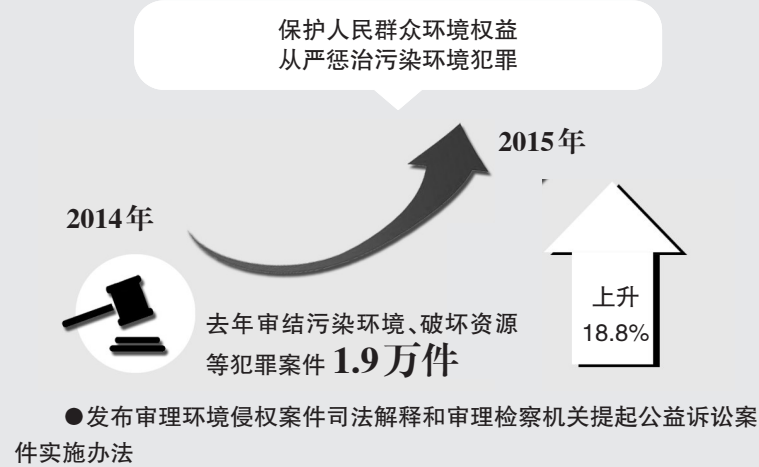 保护人民群众环境权益
从严惩治污染环境犯罪
2015年
2014年
上升
18.8%
去年审结污染环境、破坏资源
等犯罪案件 1.9万件
●发布审理环境侵权案件司法解释和审理检察机关提起公益诉讼案
件实施办法